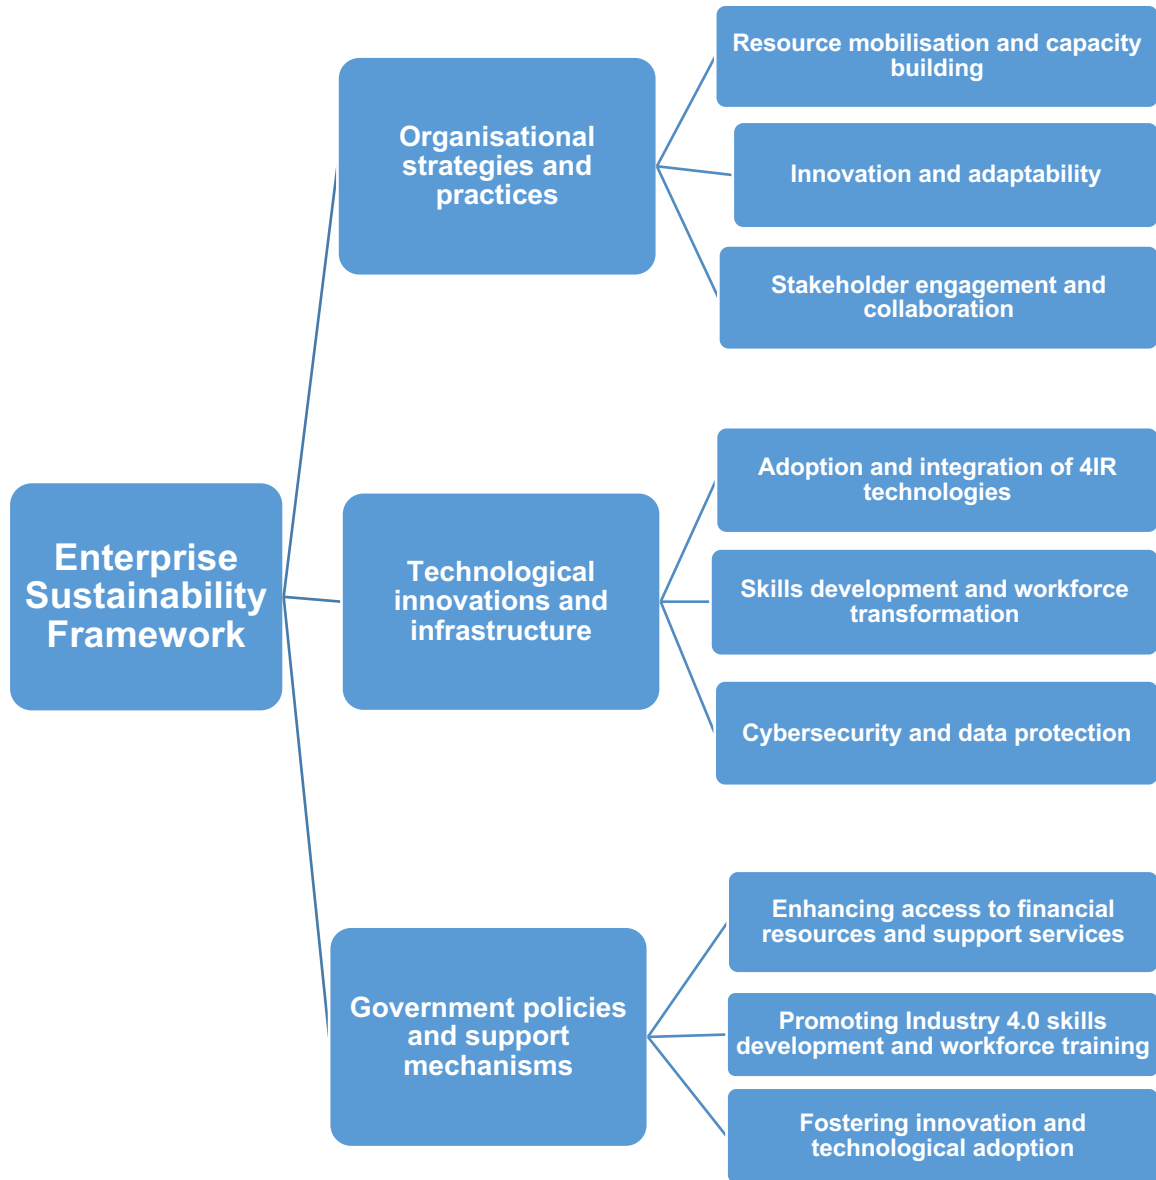 Enterprise
Sustainability
Framework
Organisational
strategies and
practices
Resource mobilisation and capacity
building
Innovation and adaptability
Stakeholder engagement and
collaboration
Technological
innovations and
infrastructure
Adoption and integration of 4IR
technologies
Skills development and workforce
transformation
Cybersecurity and data protection
Government policies
and support
mechanisms
Enhancing access to financial
resources and support services
Promoting Industry 4.0 skills
development and workforce training
Fostering innovation and
technological adoption